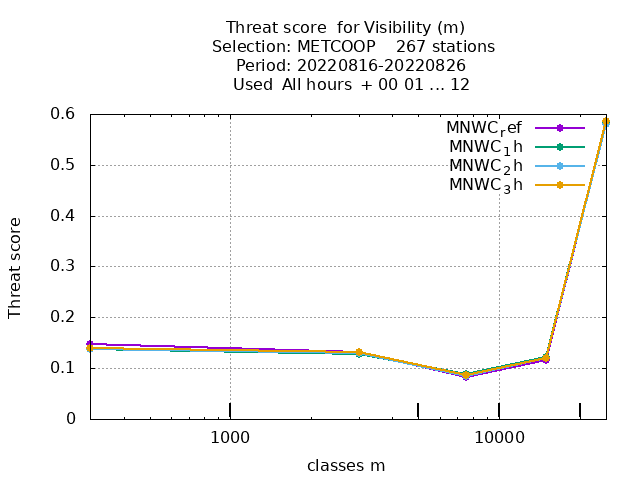 Threat score  for Visibility (m)
Selection: METCOOP    267 stations
Period: 20220816-20220826
Used  All hours  + 00 01 ... 12
MNWC_ref
MNWC_1h
MNWC_2h
MNWC_3h
0.6
0.5
0.4
0.3
0.2
0.1
0
Threat score
1000
10000
classes m